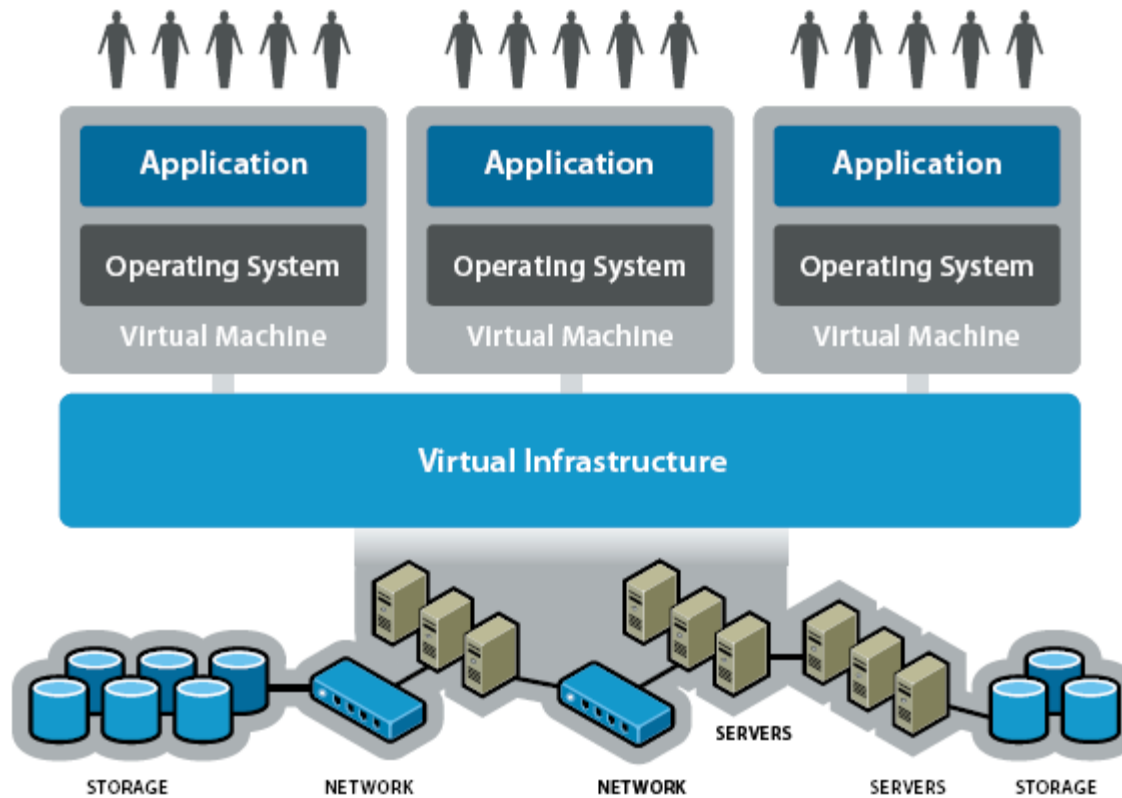 Application
Application
Application
Operating System
Operating System
Operating System
Virtual Machine
Virtual Machine
Virtual Machine
Virtual Infrastructure
SERVERS
STORAGE
NETWORK
NETWORK
SERVERS
STORAGE